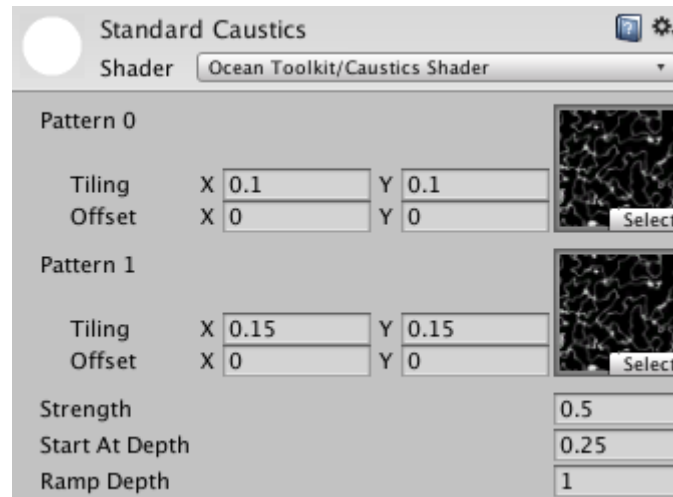 Standard Caustics
Shader Ocean Toolkit/Caustics Shader
Pattern 0
Tiling X 0.1 Y 0.1
Offset X 0 Y 0
Select
Pattern 1
Tiling X 0.15 Y 0.15
Offset X 0 Y 0
Select
Strength 0.5
Start At Depth 0.25
Ramp Depth 1